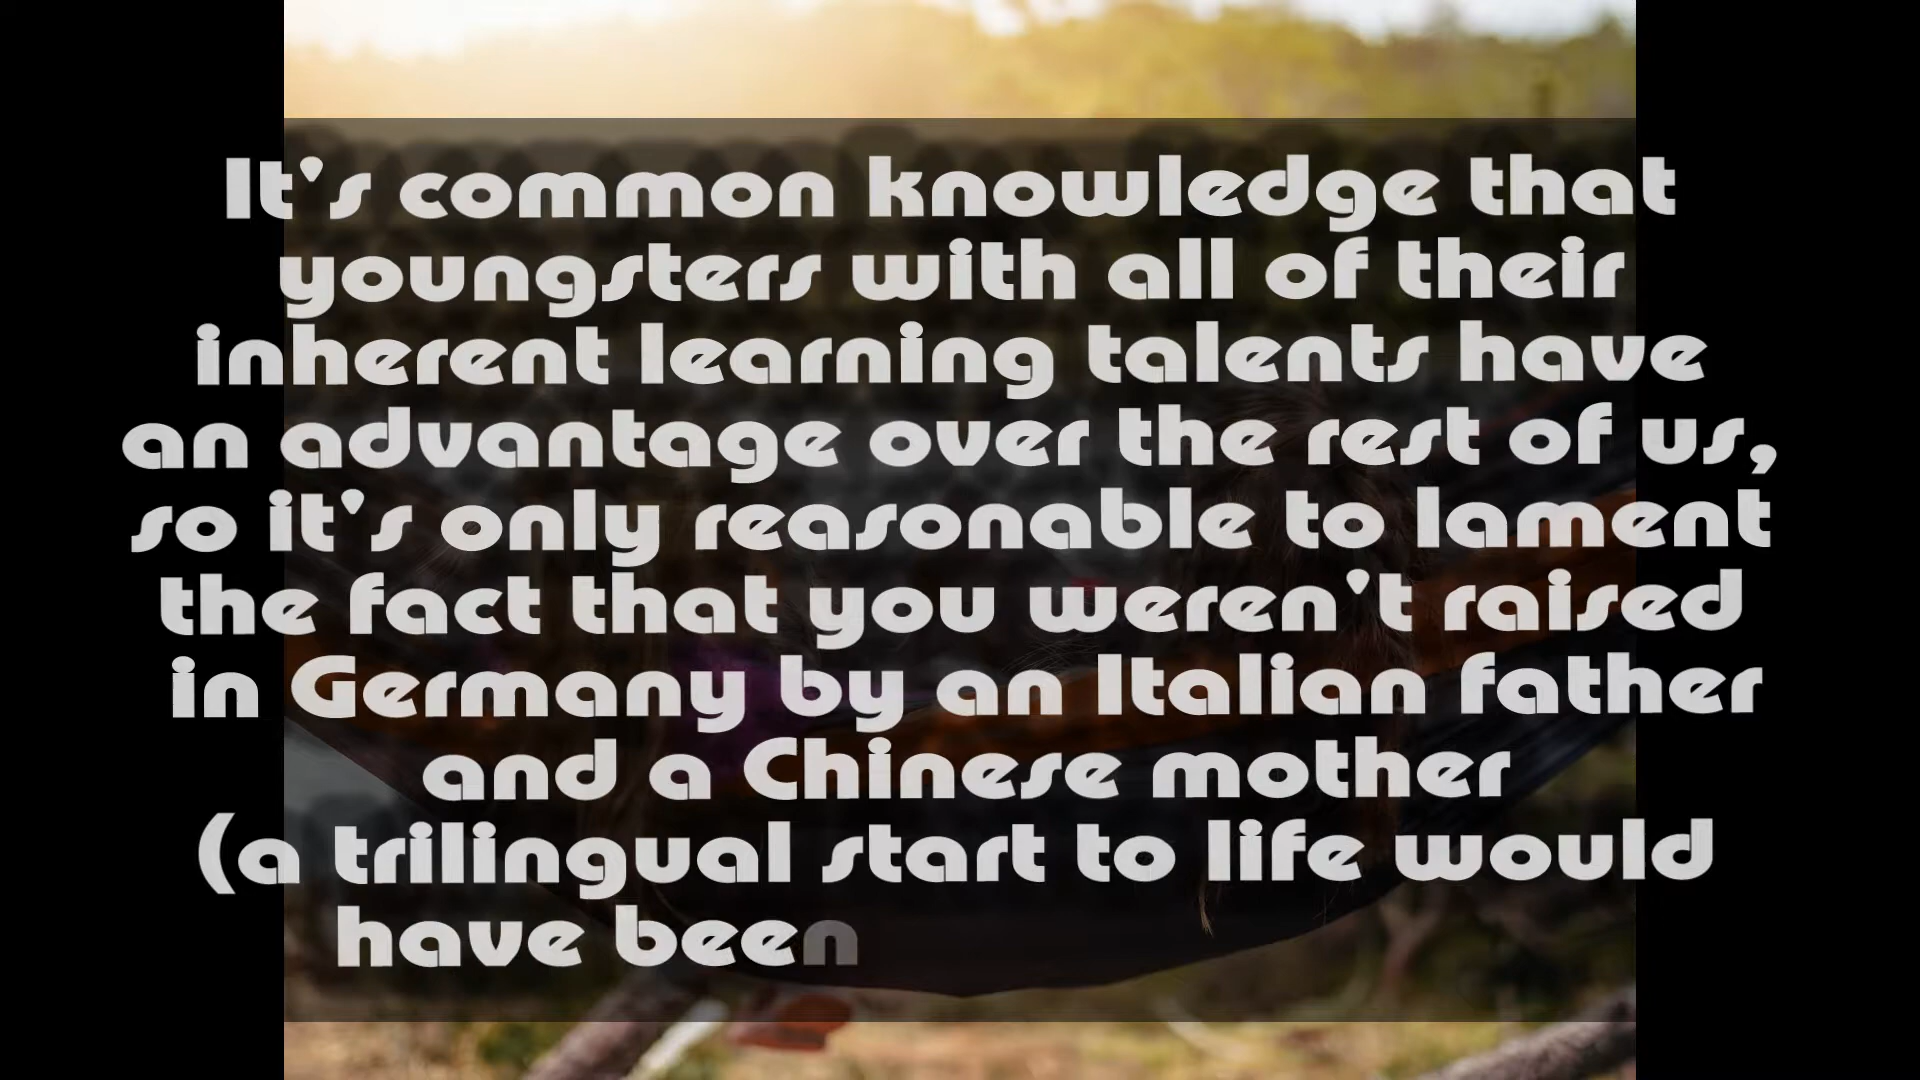 It's common knowledge that
youngsters with all of their
inherent learning talents have
an advantage over the rest of us,
so it's only reasonable to lament
the fact that you weren't raised
in Germany by an Italian father
and a Chinese mother
(a trilingual start to life would
have been